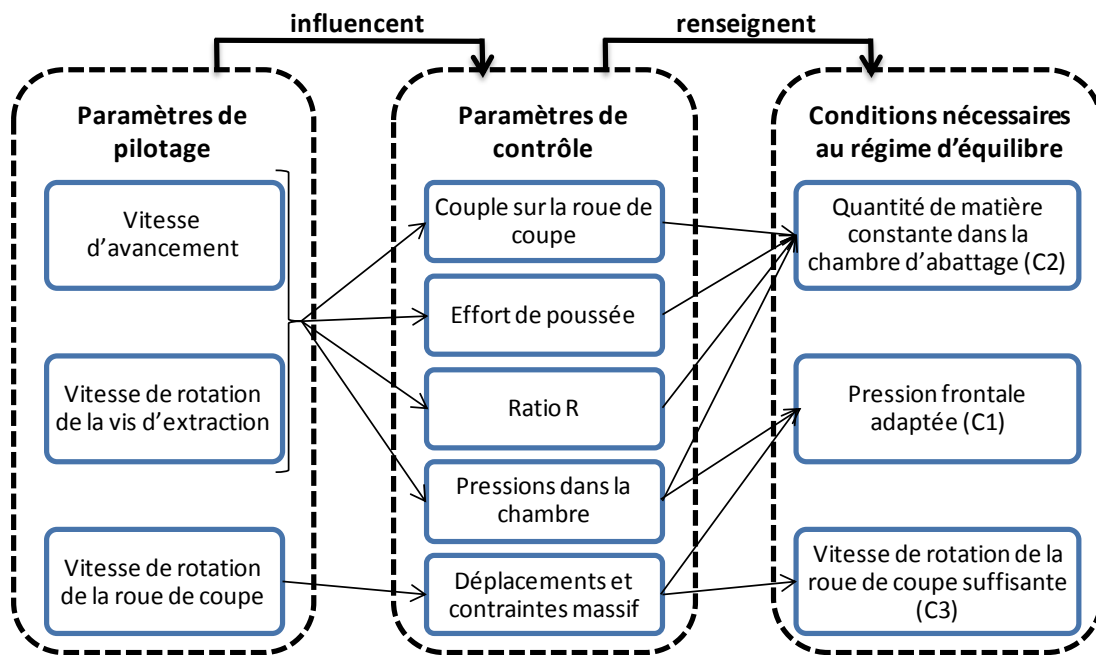 influencent
renseignent
Paramètres de
pilotage
Vitesse
d'avancement
Vitesse de rotation
de la vis d'extraction
Vitesse de rotation
de la roue de coupe
Paramètres de
contrôle
Couple sur la roue de
coupe
Effort de poussée
Ratio R
Pressions dans la
chambre
Déplacements et
contraintes massif
Conditions nécessaires
au régime d'équilibre
Quantité de matière
constante dans la
chambre d'abattage (C2)
Pression frontale
adaptée (C1)
Vitesse de rotation de la
roue de coupe suffisante
(C3)